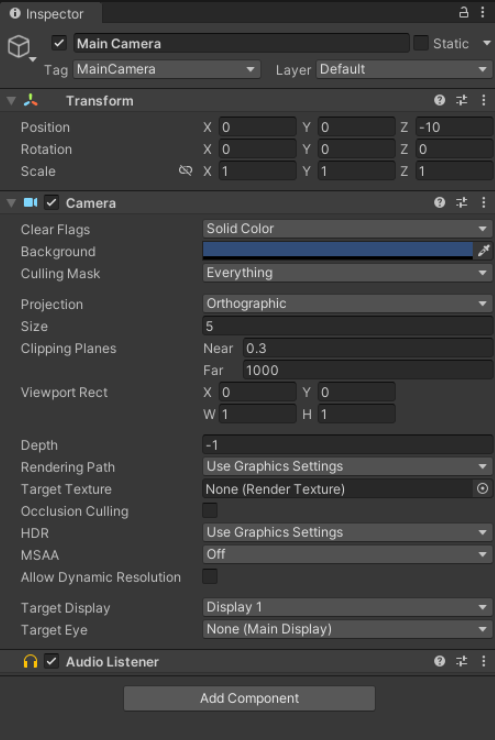 Inspector
Main Camera Static
Tag MainCamera Layer Default
Transform
Position X 0 Y 0 Z -10
Rotation X 0 Y 0 Z 0
Scale X 1 Y 1 Z 1
Camera
Clear Flags Solid Color
Background
Culling Mask Everything
Projection Orthographic
Size 5
Clipping Planes Near 0.3
Far 1000
Viewport Rect X 0 Y 0
W 1 H 1
Depth -1
Rendering Path Use Graphics Settings
Target Texture None (Render Texture)
Occlusion Culling
HDR Use Graphics Settings
MSAA Off
Allow Dynamic Resolution
Target Display Display 1
Target Eye None (Main Display)
Audio Listener
Add Component